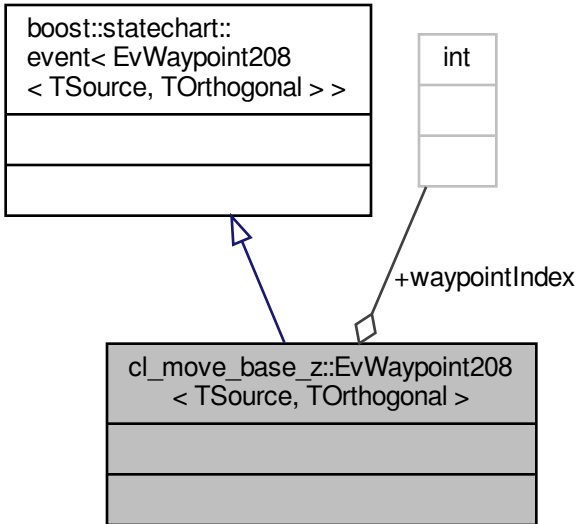 boost::statechart::
event< EvWaypoint208
< TSource, TOrthogonal > >
int
+waypointIndex
cl_move_base_z::EvWaypoint208
< TSource, TOrthogonal >